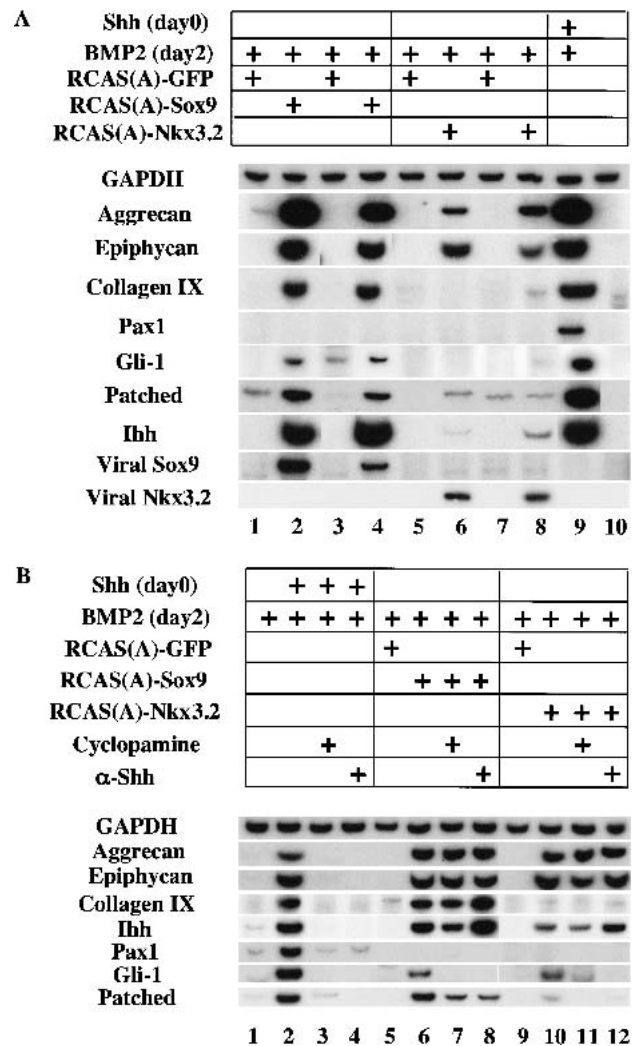 A
Shh (day0) +
BMP2 (day2) + + + + + + + + +
RCAS(A)-GFP + + + +
RCAS(A)-Sox9 + +
RCAS(A)-Nkx3.2 + +
GAPDH
Aggrecan
Epiphycan
Collagen IX
Pax1
Gli-1
Patched
Ihh
Viral Sox9
Viral Nkx3.2
1 2 3 4 5 6 7 8 9 10
B
Shh (day0) + + +
BMP2 (day2) + + + + + + + + + + + +
RCAS(A)-GFP + +
RCAS(A)-Sox9 + + +
RCAS(A)-Nkx3.2 + + +
Cyclopamine + + +
α-Shh + + +
GAPDH
Aggrecan
Epiphycan
Collagen IX
Ihh
Pax1
Gli-1
Patched
1 2 3 4 5 6 7 8 9 10 11 12